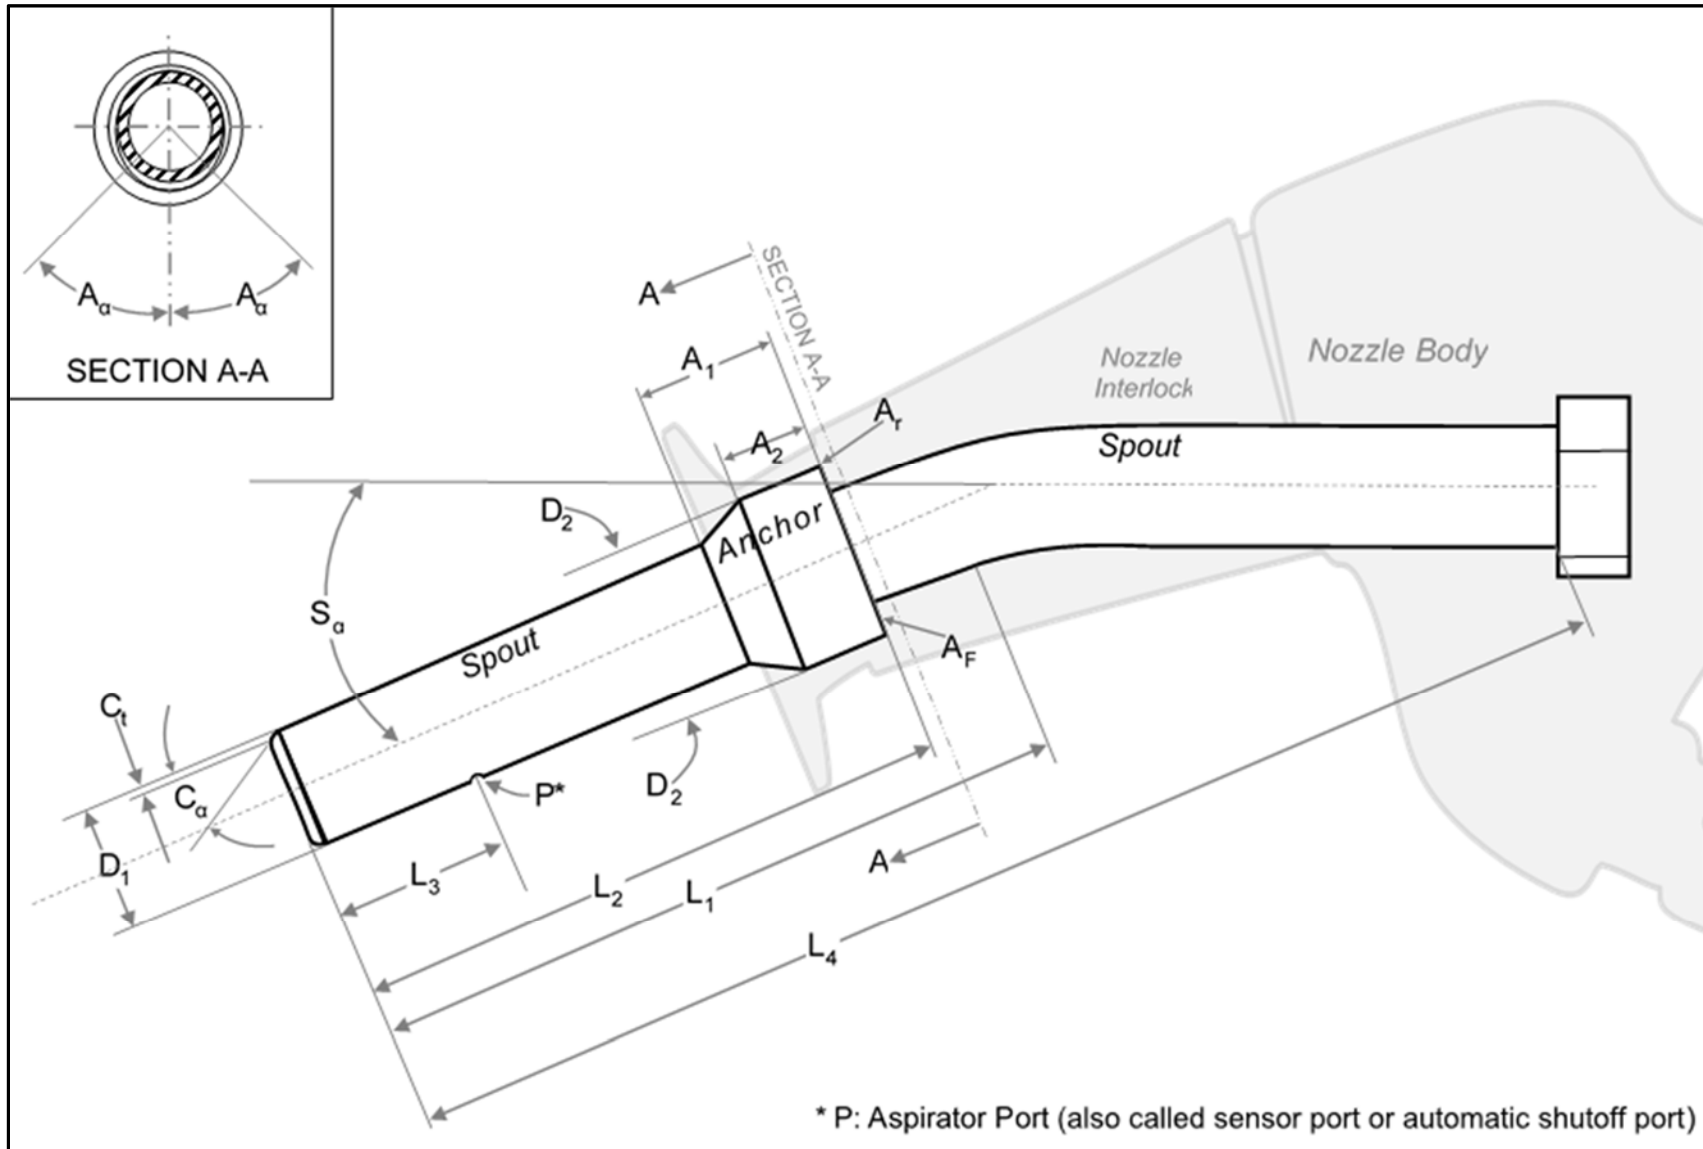 Aα
Aα
SECTION A-A
A
SECTION A-A
A1
A2
Ar
Nozzle
Interlock
Nozzle Body
Spout
D2
Anchor
Sα
Spout
AF
Ct
Cα
P*
D2
D1
L3
L2
L1
A
L4
* P: Aspirator Port (also called sensor port or automatic shutoff port)